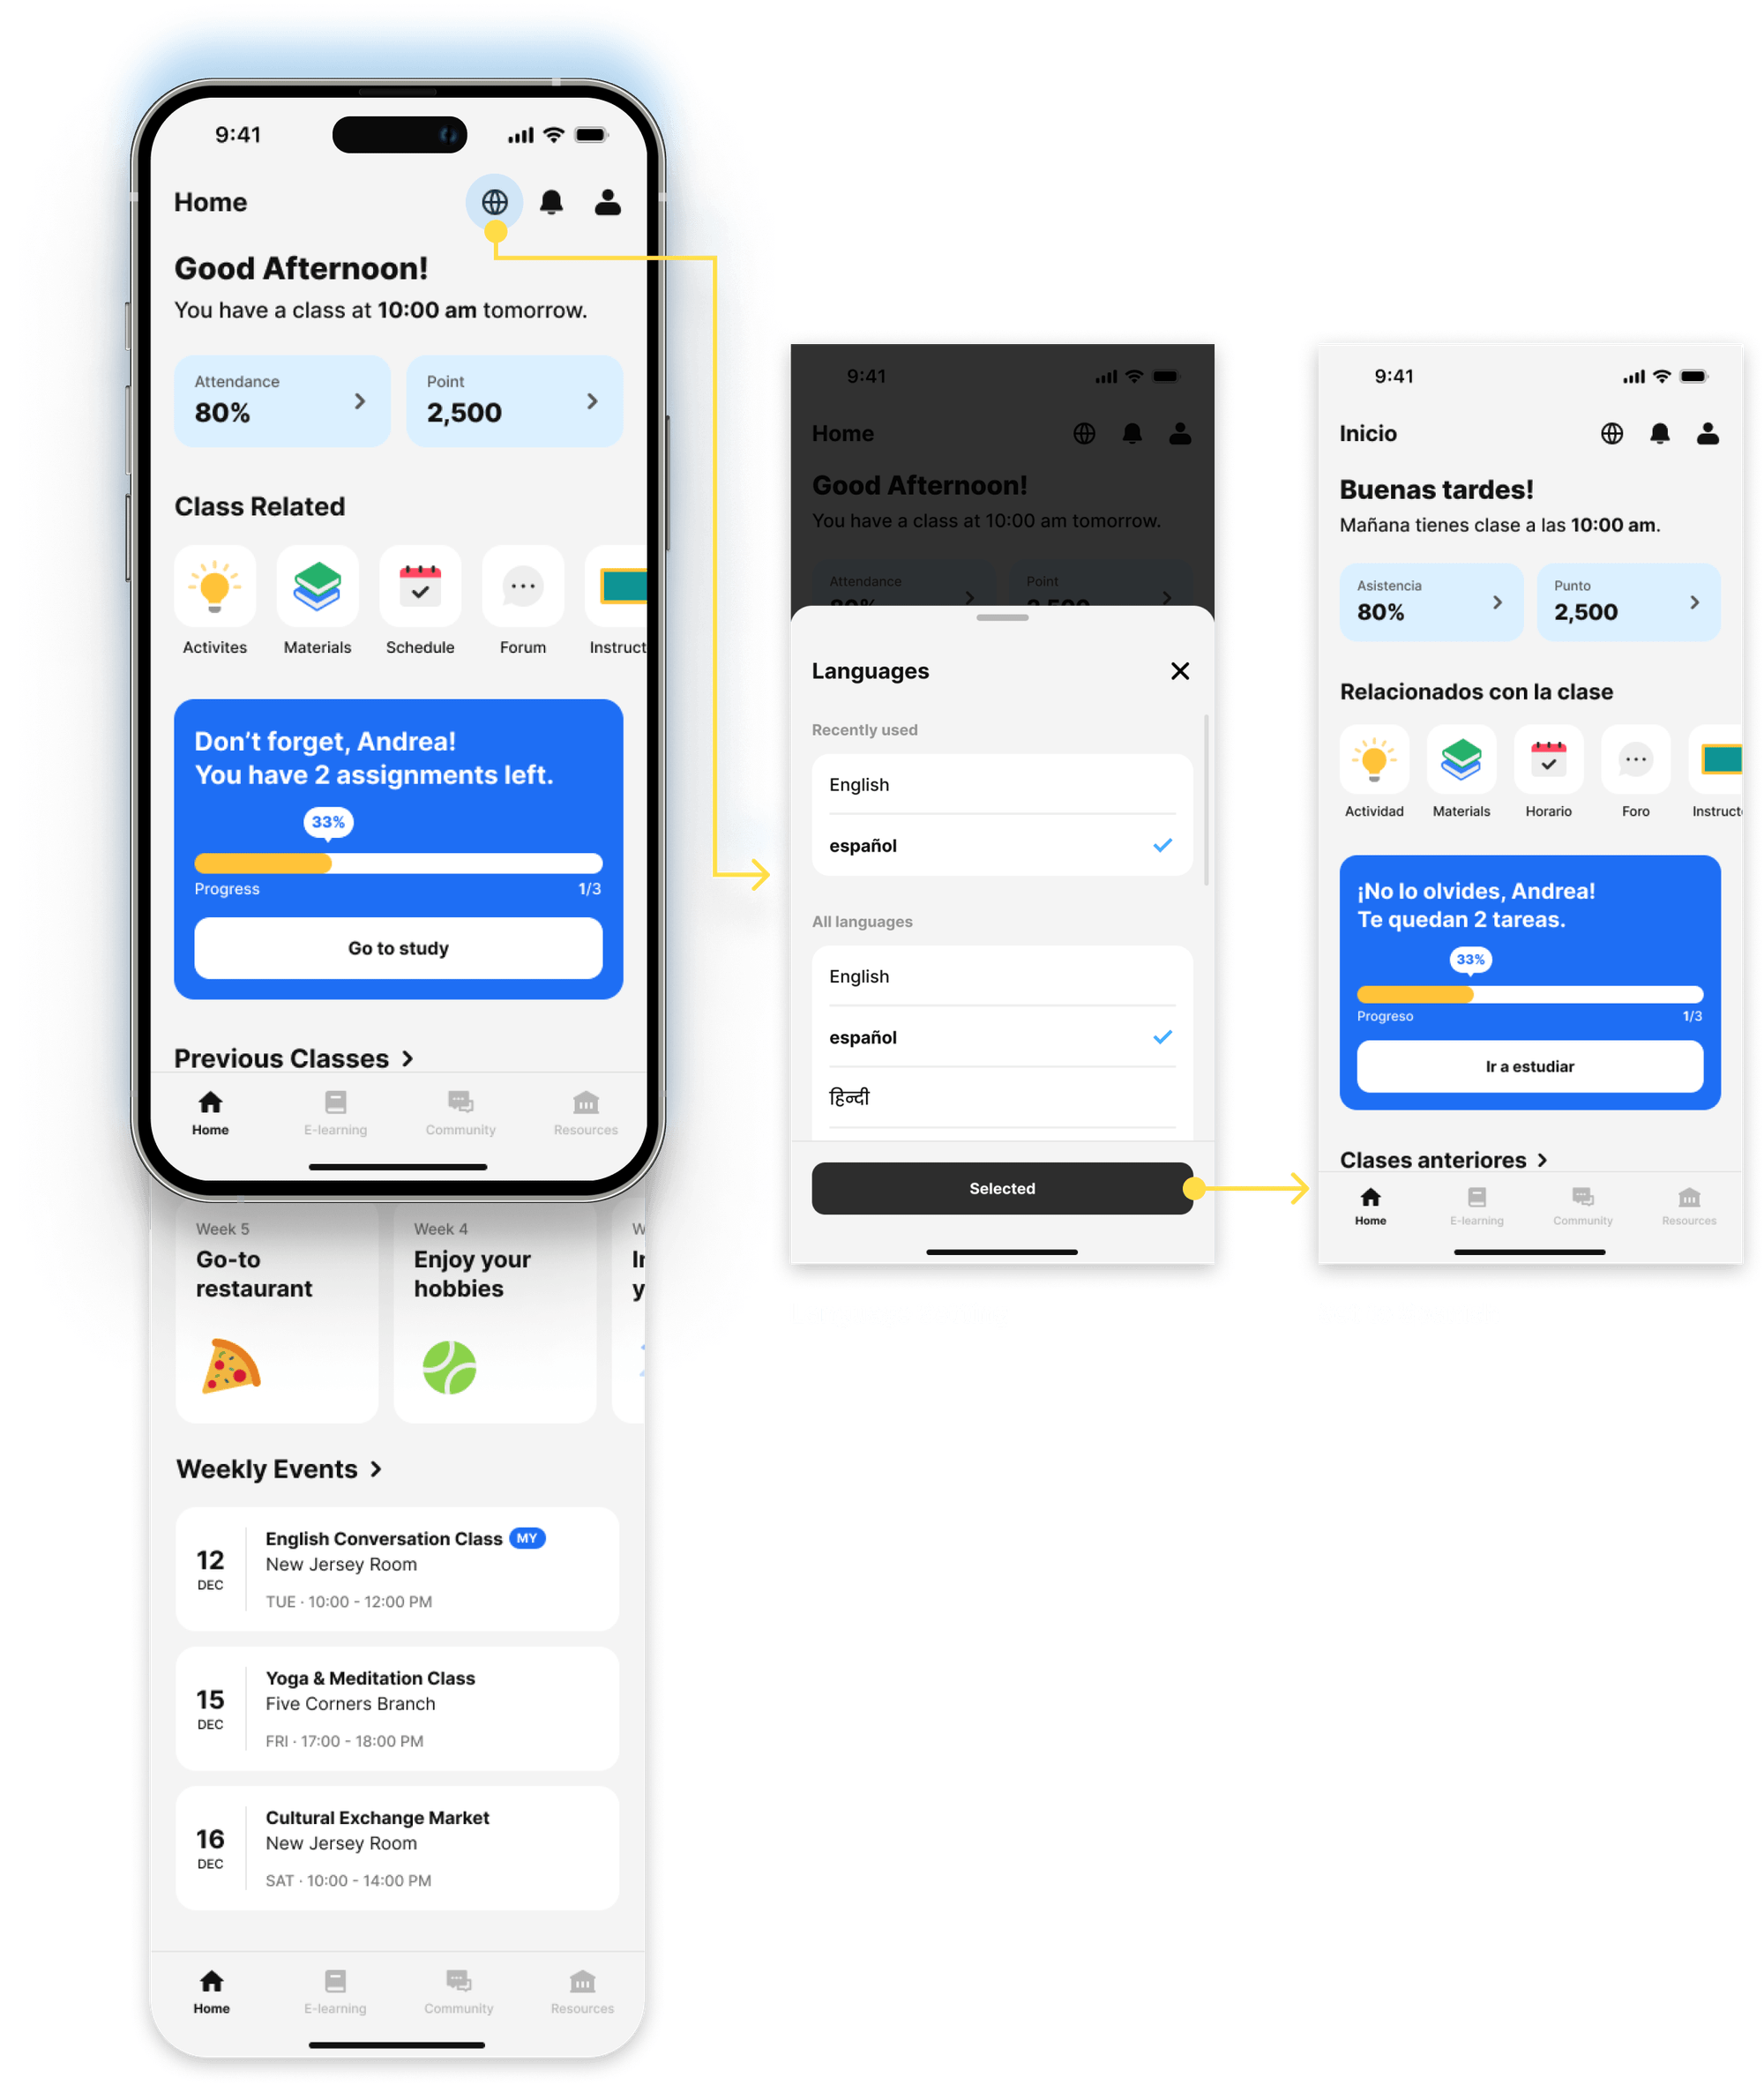 9:41
Home
Good Afternoon!
You have a class at 10:00 am tomorrow.
Attendance
80%
Point
2,500
Class Related
Activites
Materials
Schedule
Forum
Instruct
Don't forget, Andrea!
You have 2 assignments left.
33%
Progress
1/3
Go to study
Previous Classes
Home
E-learning
Community
Resources
Week 5
Go-to
restaurant
Week 4
Enjoy your
hobbies
Weekly Events
12
DEC
English Conversation Class MY
New Jersey Room
TUE · 10:00 - 12:00 PM
15
DEC
Yoga & Meditation Class
Five Corners Branch
FRI · 17:00 - 18:00 PM
16
DEC
Cultural Exchange Market
New Jersey Room
SAT · 10:00 - 14:00 PM
Home
E-learning
Community
Resources
9:41
Home
Good Afternoon!
You have a class at 10:00 am tomorrow.
Attendance
80%
Point
2,500
Languages
Recently used
English
español
All languages
English
español
हिन्दी
Selected
9:41
Inicio
Buenas tardes!
Mañana tienes clase a las 10:00 am.
Asistencia
80%
Punto
2,500
Relacionados con la clase
Actividad
Materials
Horario
Foro
Instruct
¡No lo olvides, Andrea!
Te quedan 2 tareas.
33%
Progreso
1/3
Ir a estudiar
Clases anteriores
Home
E-learning
Community
Resources